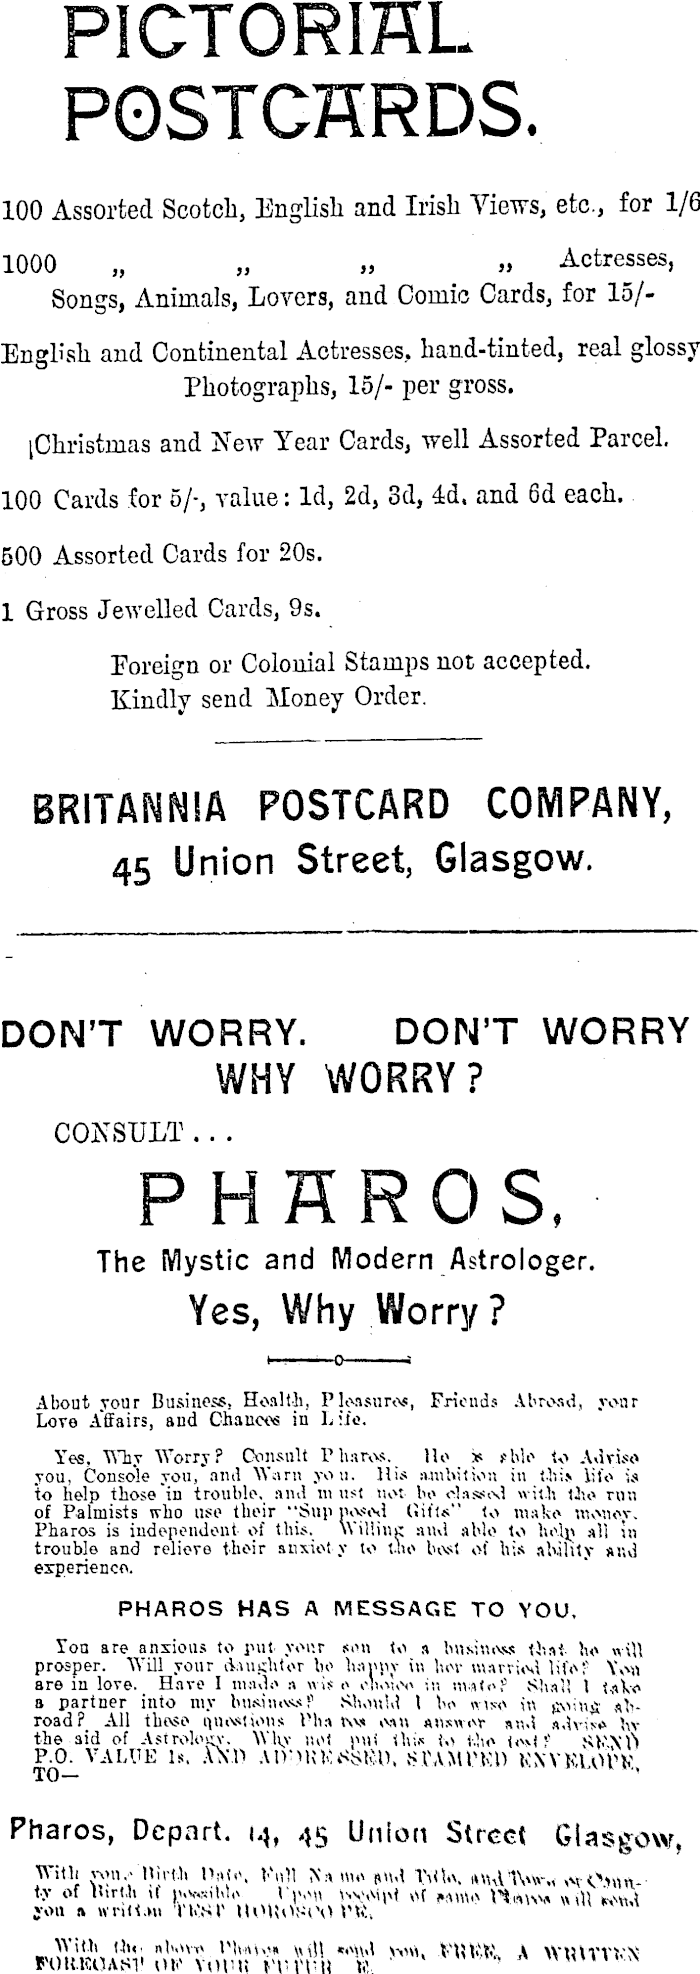 PICTORIAL
POSTCARDS.
100 Assorted Scotch, English and Irish Views, etc., for 1/6
1000 ,, ,, ,, ,, Actresses,
Songs, Animals, Lovers, and Comic Cards, for 15/-
English and Continental Actresses, hand-tinted, real glossy
Photographs, 15/- per gross.
Christmas and New Year Cards, well Assorted Parcel.
100 Cards for 5/-, value: 1d, 2d, 3d, 4d, and 6d each.
500 Assorted Cards for 20s.
1 Gross Jewelled Cards, 9s.
Foreign or Colonial Stamps not accepted.
Kindly send Money Order.
BRITANNIA POSTCARD COMPANY,
45 Union Street, Glasgow.
DON'T WORRY. DON'T WORRY
WHY WORRY?
CONSULT...
PHAROS,
The Mystic and Modern Astrologer.
Yes, Why Worry?
About your Business, Health, Pleasures, Friends Abroad, your
Love Affairs, and Chances in Life.
Yes, Why Worry? Consult Pharos. He is able to Advise
you, Console you, and Warn you. His ambition in this life is
to help those in trouble, and must not be classed with the run
of Palmists who use their "Supposed Gifts" to make money.
Pharos is independent of this. Willing and able to help all in
trouble and relieve their anxiety to the best of his ability and
experience.
PHAROS HAS A MESSAGE TO YOU.
You are anxious to put your son to a business that he will
prosper. Will your daughter be happy in her married life? You
are in love. Have I made a wise choice in mate? Shall I take
a partner into my business? Should I be wise in going ab-
road? All these questions Pharos can answer and advise by
the aid of Astrology. Why not put this to the test? SEND
P.O. VALUE 1s. AND ADDRESSED, STAMPED ENVELOPE,
TO—
Pharos, Depart. 14, 45 Union Street Glasgow,
With your Birth Date, Full Name and Title, and Town or Coun-
ty of Birth if possible Upon receipt of same Pharos will send
you a written TEST HOROSCOPE.
With the above Pharos will send you, FREE, A WRITTEN
FORECAST OF YOUR FUTURE.